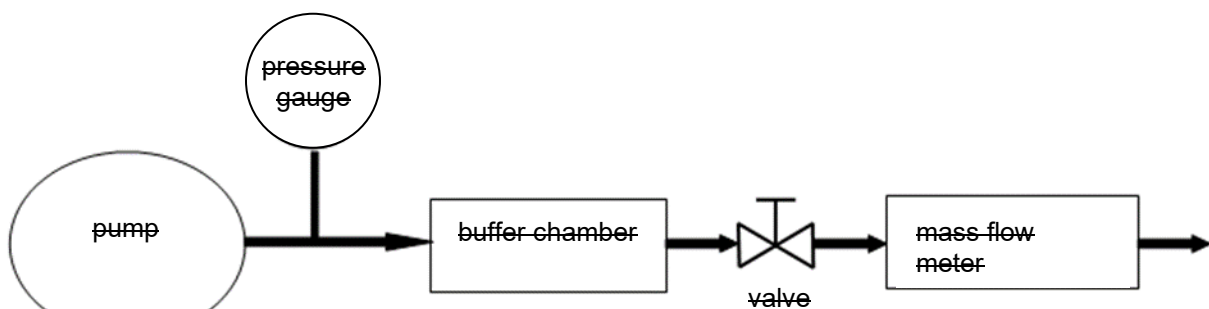 pressure
gauge
pump
buffer chamber
mass flow
meter
valve